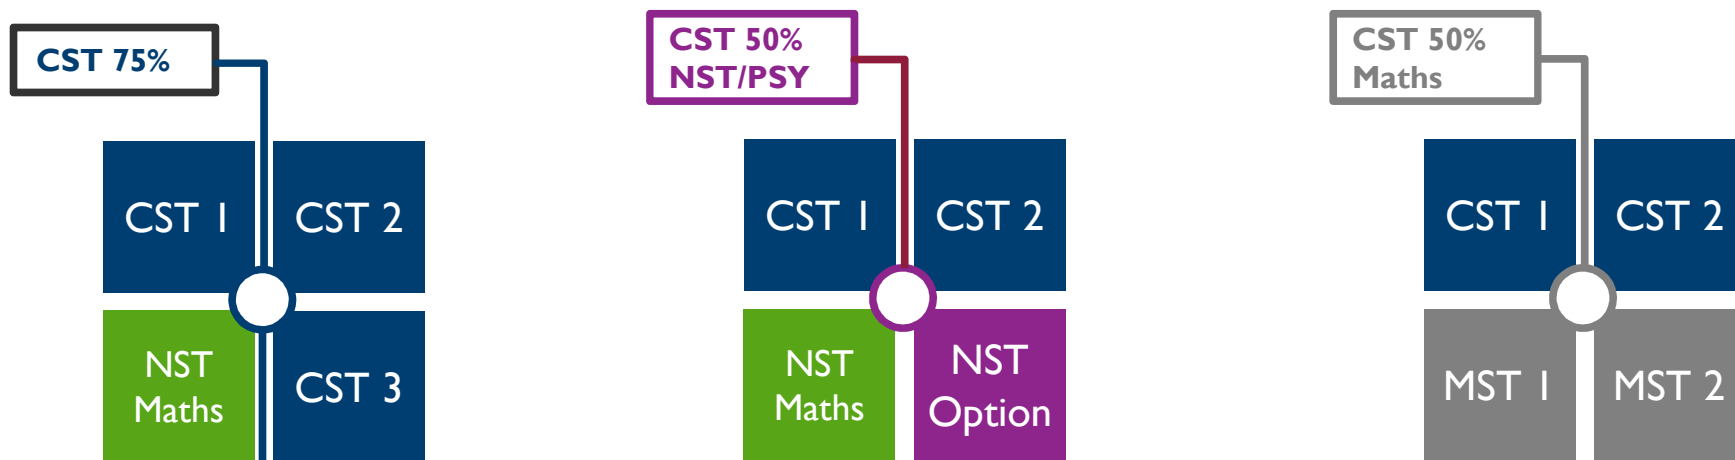 CST 75%
CST 50%
NST/PSY
CST 50%
Maths
CST 1
CST 2
CST 1
CST 2
CST 1
CST 2
NST
Maths
CST 3
NST
Maths
NST
Option
MST 1
MST 2